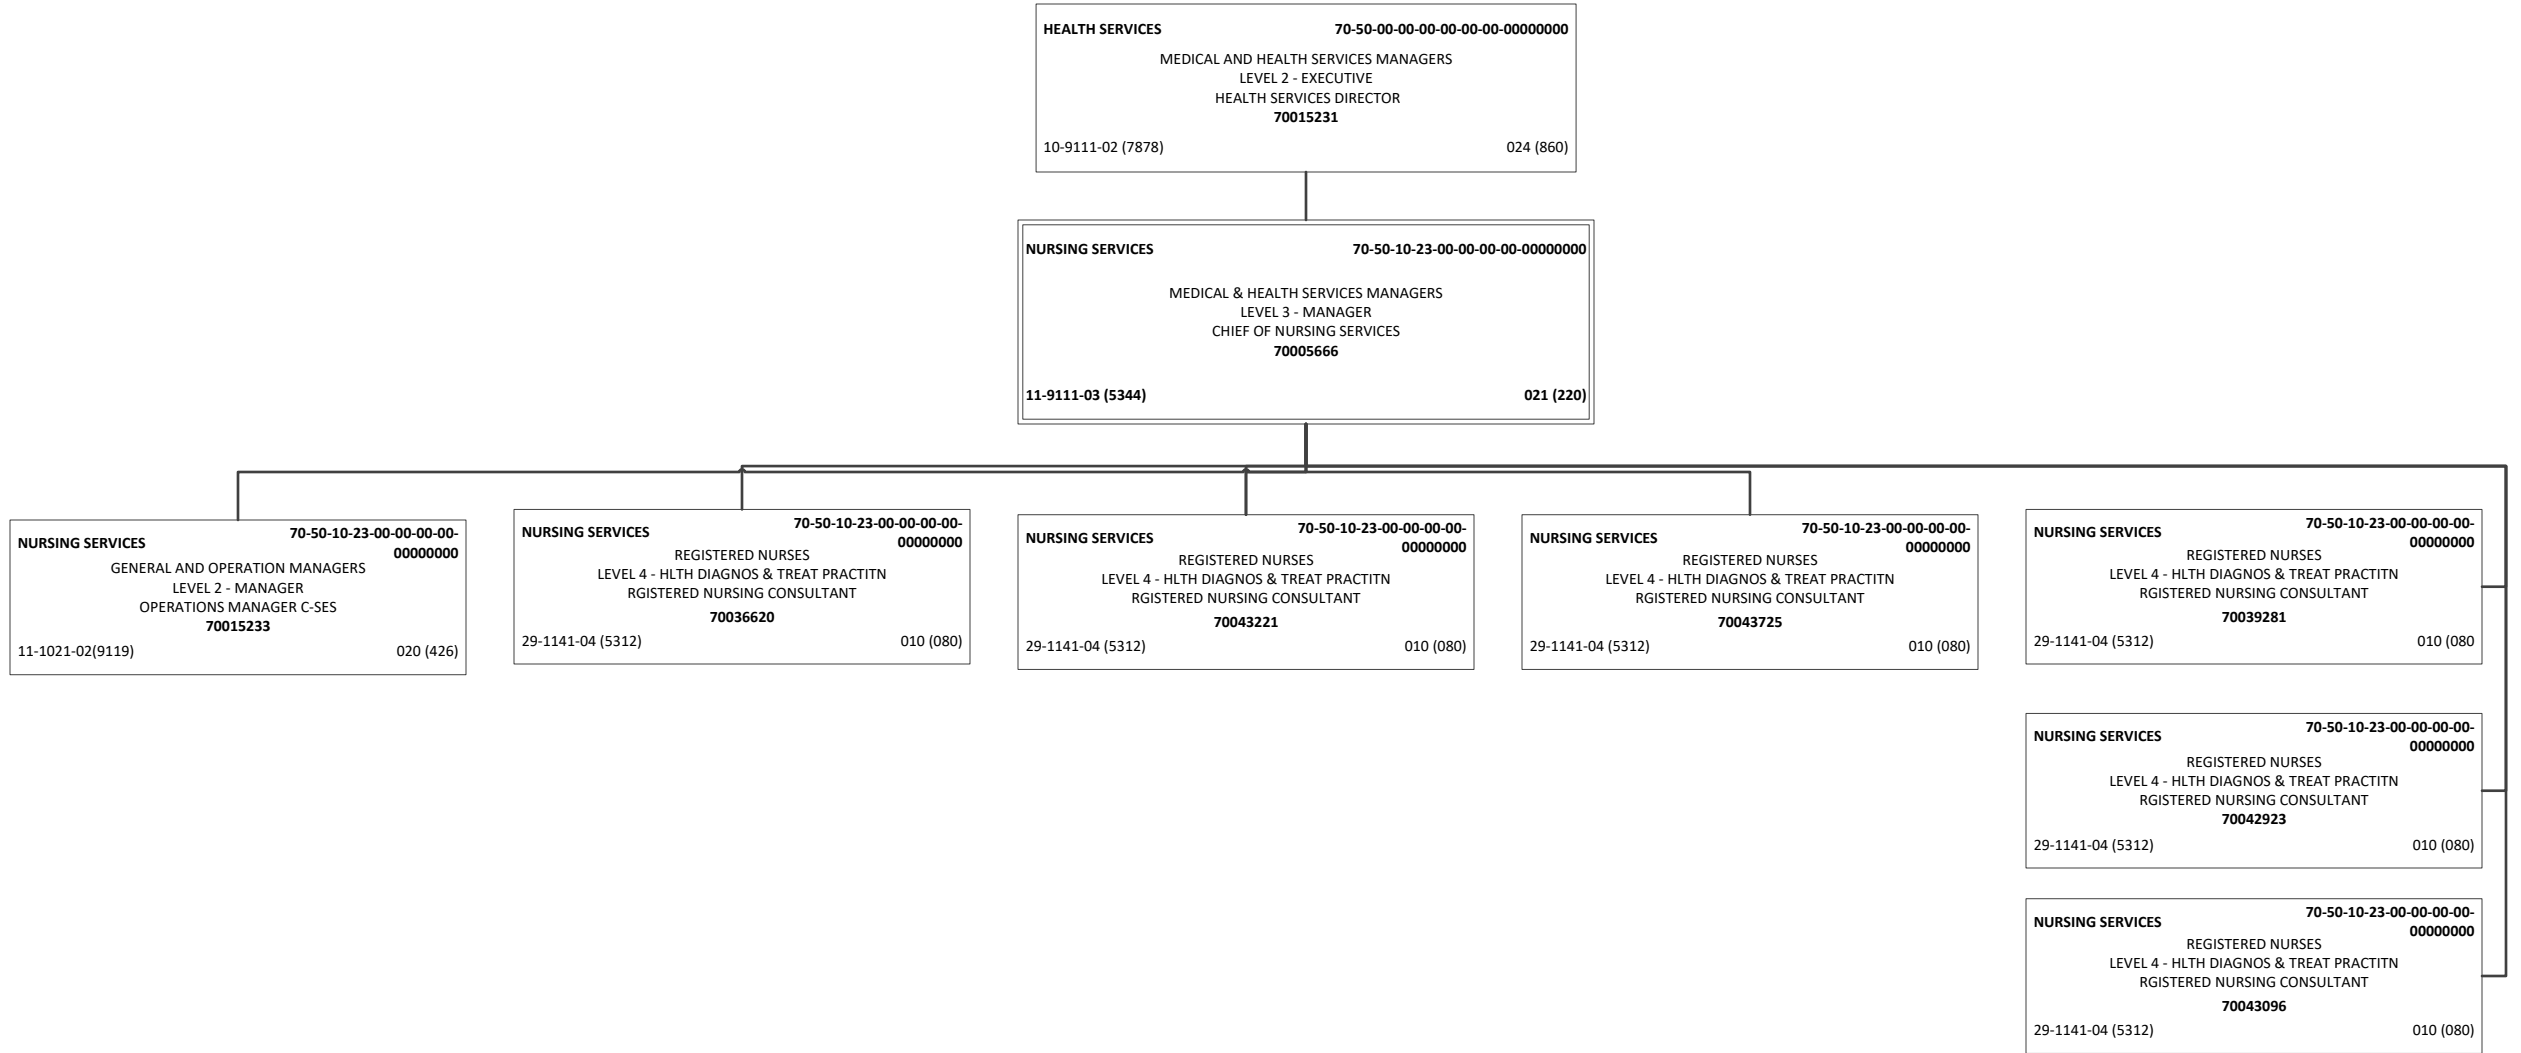 HEALTH SERVICES 70-50-00-00-00-00-00-00000000
MEDICAL AND HEALTH SERVICES MANAGERS
LEVEL 2 - EXECUTIVE
HEALTH SERVICES DIRECTOR
70015231
10-9111-02 (7878) 024 (860)
NURSING SERVICES 70-50-10-23-00-00-00-00-00000000
MEDICAL & HEALTH SERVICES MANAGERS
LEVEL 3 - MANAGER
CHIEF OF NURSING SERVICES
70005666
11-9111-03 (5344) 021 (220)
NURSING SERVICES 70-50-10-23-00-00-00-00-
00000000
GENERAL AND OPERATION MANAGERS
LEVEL 2 - MANAGER
OPERATIONS MANAGER C-SES
70015233
11-1021-02(9119) 020 (426)
NURSING SERVICES 70-50-10-23-00-00-00-00-
00000000
REGISTERED NURSES
LEVEL 4 - HLTH DIAGNOS & TREAT PRACTITN
RGISTERED NURSING CONSULTANT
70036620
29-1141-04 (5312) 010 (080)
NURSING SERVICES 70-50-10-23-00-00-00-00-
00000000
REGISTERED NURSES
LEVEL 4 - HLTH DIAGNOS & TREAT PRACTITN
RGISTERED NURSING CONSULTANT
70043221
29-1141-04 (5312) 010 (080)
NURSING SERVICES 70-50-10-23-00-00-00-00-
00000000
REGISTERED NURSES
LEVEL 4 - HLTH DIAGNOS & TREAT PRACTITN
RGISTERED NURSING CONSULTANT
70043725
29-1141-04 (5312) 010 (080)
NURSING SERVICES 70-50-10-23-00-00-00-00-
00000000
REGISTERED NURSES
LEVEL 4 - HLTH DIAGNOS & TREAT PRACTITN
RGISTERED NURSING CONSULTANT
70039281
29-1141-04 (5312) 010 (080
NURSING SERVICES 70-50-10-23-00-00-00-00-
00000000
REGISTERED NURSES
LEVEL 4 - HLTH DIAGNOS & TREAT PRACTITN
RGISTERED NURSING CONSULTANT
70042923
29-1141-04 (5312) 010 (080)
NURSING SERVICES 70-50-10-23-00-00-00-00-
00000000
REGISTERED NURSES
LEVEL 4 - HLTH DIAGNOS & TREAT PRACTITN
RGISTERED NURSING CONSULTANT
70043096
29-1141-04 (5312) 010 (080)